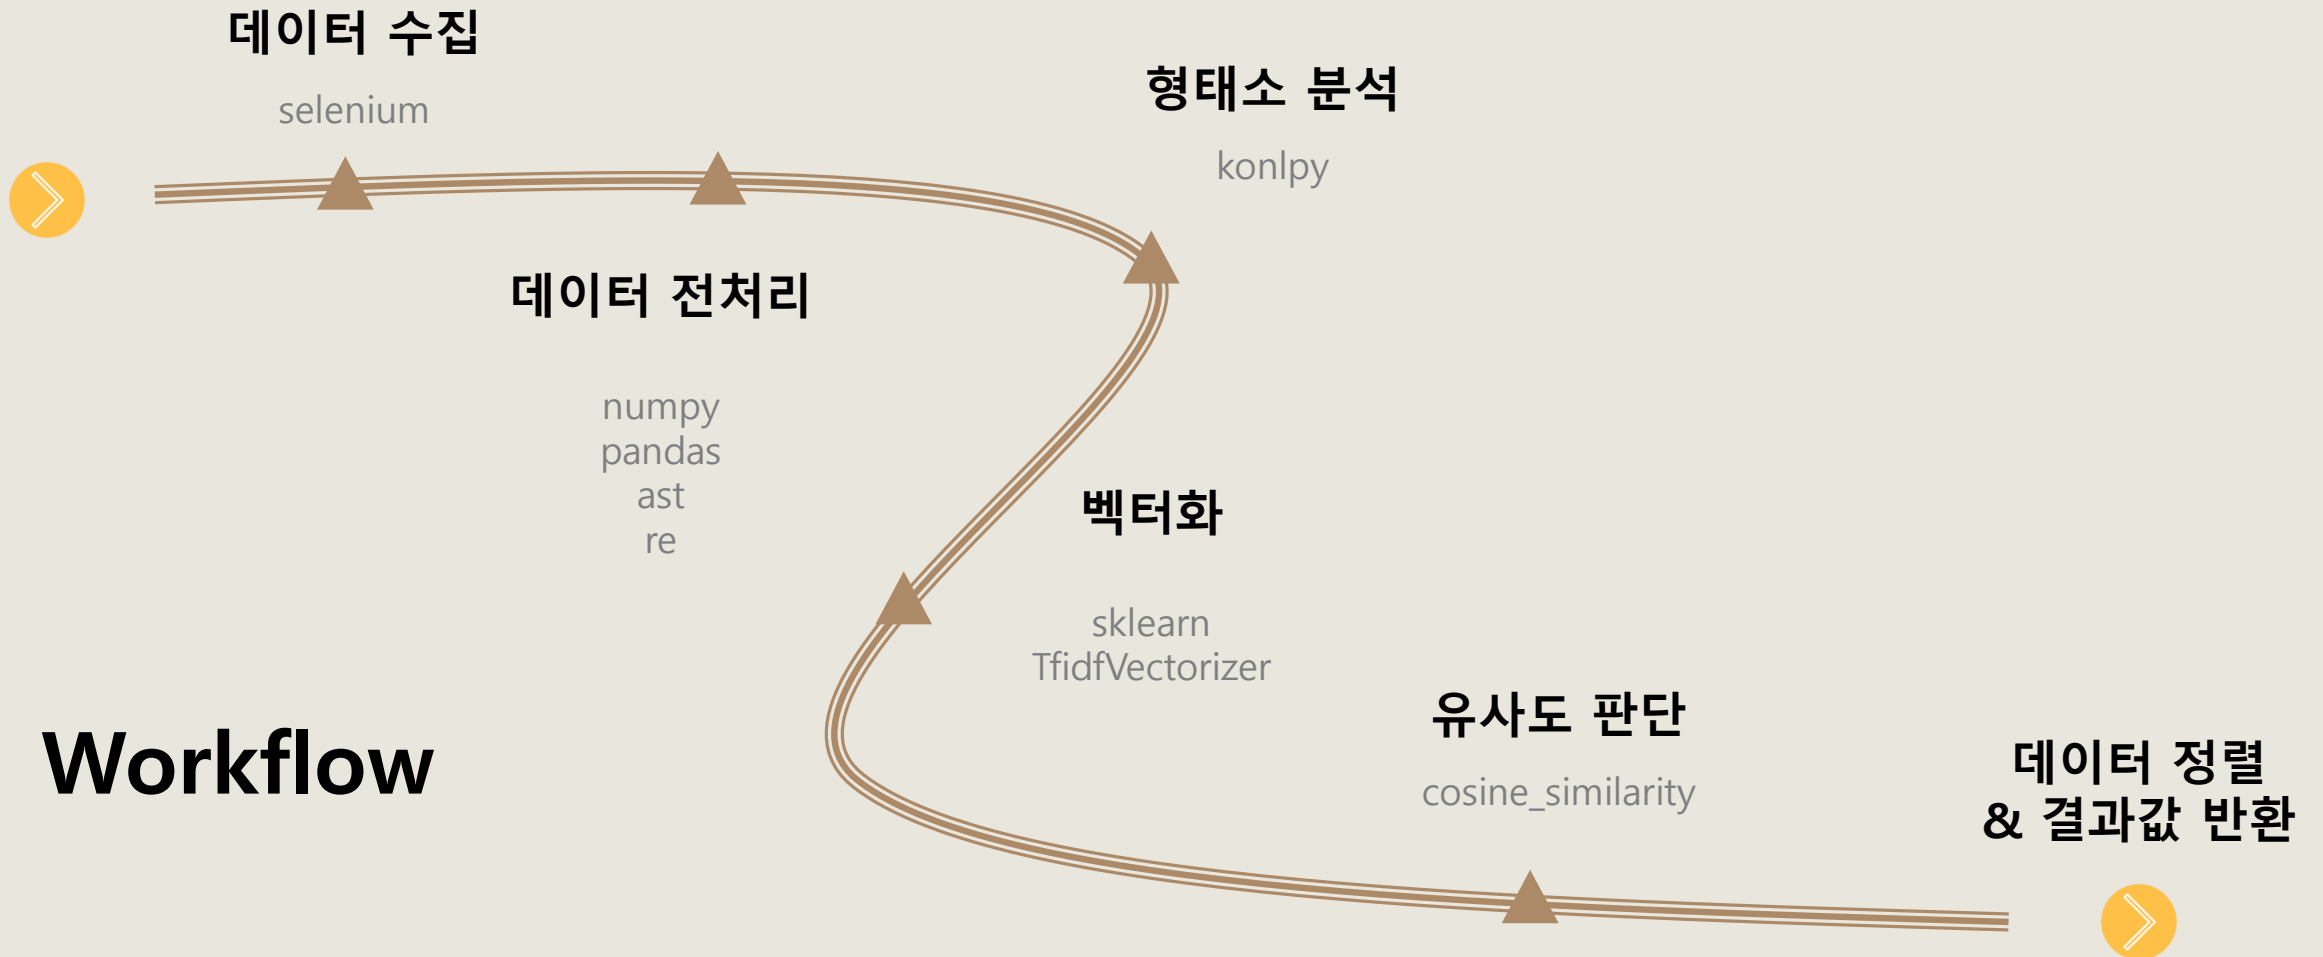 데이터 수집
selenium
데이터 전처리
numpy
pandas
ast
re
형태소 분석
konlpy
벡터화
sklearn
TfidfVectorizer
유사도 판단
cosine_similarity
데이터 정렬
& 결과값 반환
Workflow